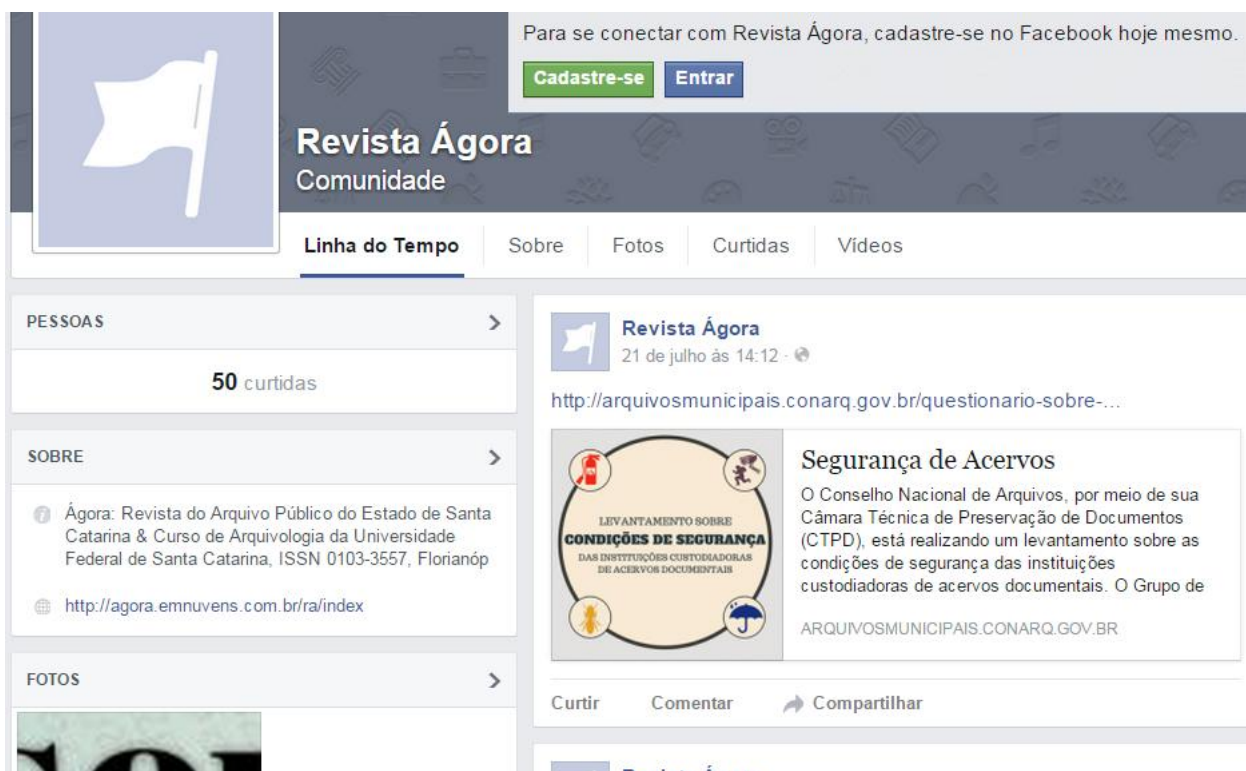 Para se conectar com Revista Ágora, cadastre-se no Facebook hoje mesmo.
Cadastre-se Entrar
Revista Ágora
Comunidade
Linha do Tempo Sobre Fotos Curtidas Vídeos
PESSOAS
50 curtidas
SOBRE
Ágora: Revista do Arquivo Público do Estado de Santa
Catarina & Curso de Arquivologia da Universidade
Federal de Santa Catarina, ISSN 0103-3557, Florianóp
http://agora.emnuvens.com.br/ra/index
FOTOS
Revista Ágora
21 de julho às 14:12 ·
http://arquivosmunicipais.conarq.gov.br/questionario-sobre-...
LEVANTAMENTO SOBRE
CONDIÇÕES DE SEGURANÇA
DAS INSTITUIÇÕES CUSTODIADORAS
DE ACERVOS DOCUMENTAIS
Segurança de Acervos
O Conselho Nacional de Arquivos, por meio de sua
Câmara Técnica de Preservação de Documentos
(CTPD), está realizando um levantamento sobre as
condições de segurança das instituições
custodiadoras de acervos documentais. O Grupo de
ARQUIVOSMUNICIPAIS.CONARQ.GOV.BR
Curtir Comentar Compartilhar